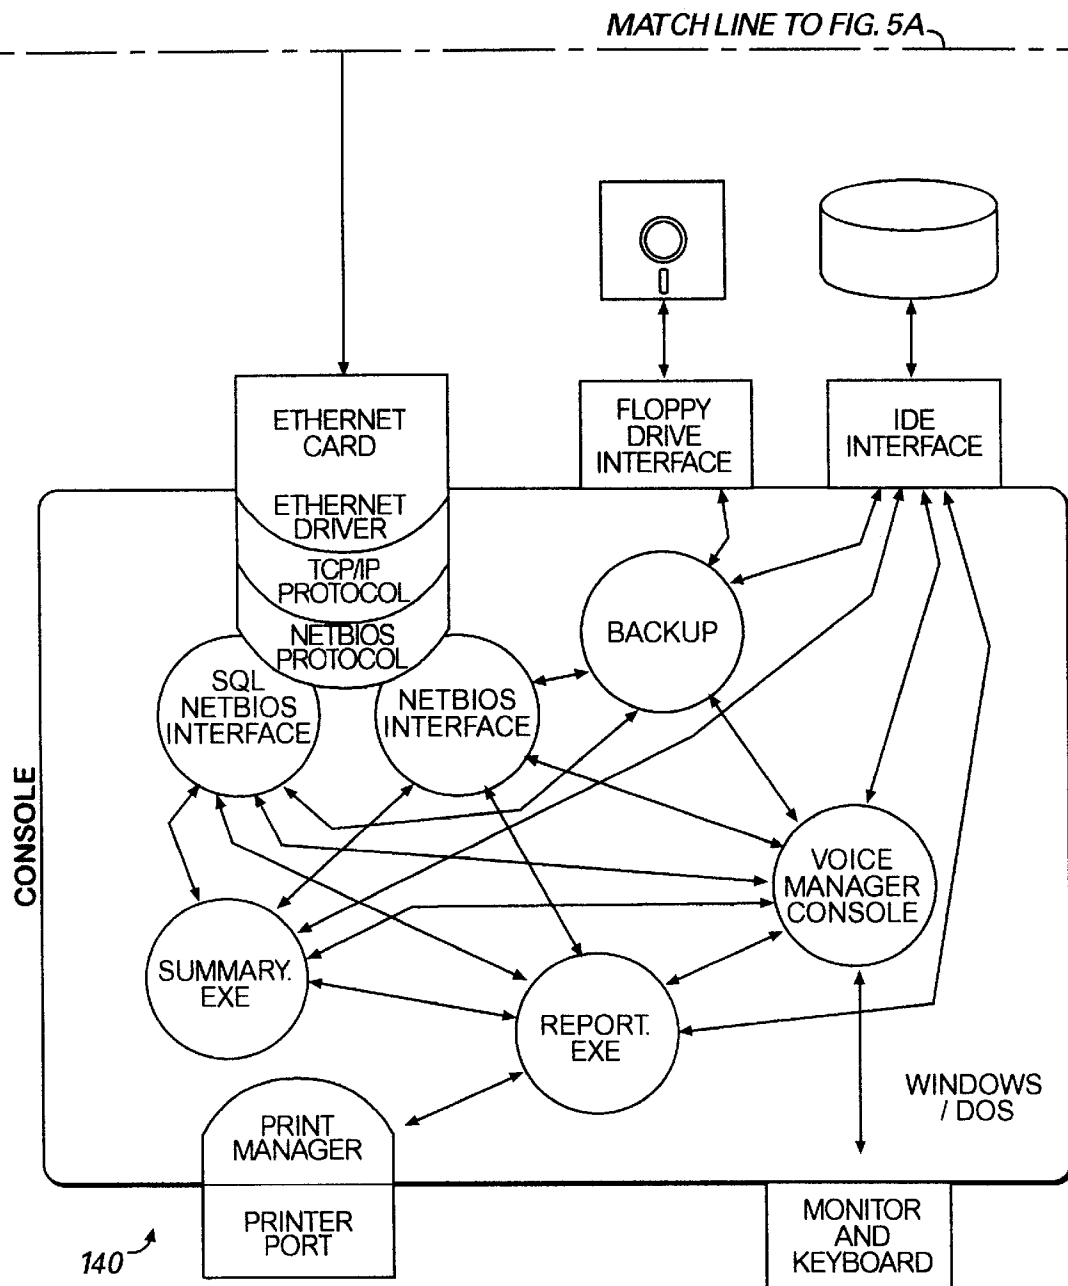 MATCH LINE TO FIG. 5A
ETHERNET
CARD
FLOPPY
DRIVE
INTERFACE
IDE
INTERFACE
ETHERNET
DRIVER
TCP/IP
PROTOCOL
NETBIOS
PROTOCOL
BACKUP
SQL
NETBIOS
INTERFACE
NETBIOS
INTERFACE
CONSOLE
VOICE
MANAGER
CONSOLE
SUMMARY.
EXE
REPORT.
EXE
WINDOWS
/ DOS
PRINT
MANAGER
PRINTER
PORT
MONITOR
AND
KEYBOARD
140